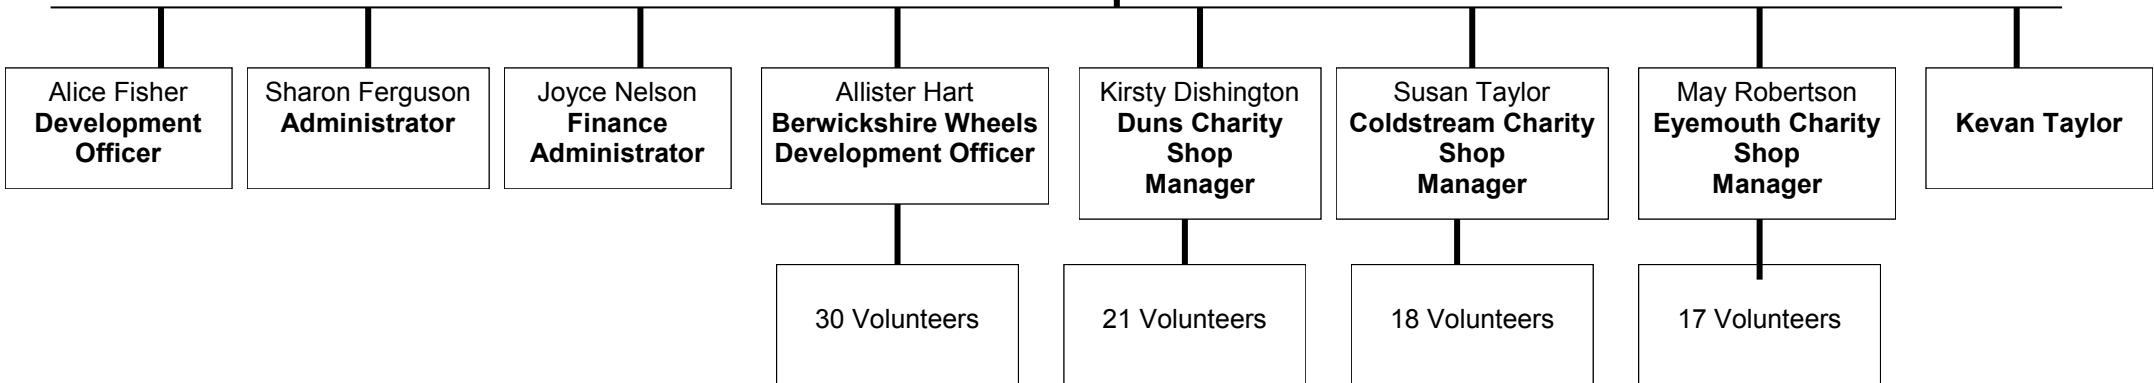 Alice Fisher
Development
Officer
Sharon Ferguson
Administrator
Joyce Nelson
Finance
Administrator
Allister Hart
Berwickshire Wheels
Development Officer
Kirsty Dishington
Duns Charity
Shop
Manager
Susan Taylor
Coldstream Charity
Shop
Manager
May Robertson
Eyemouth Charity
Shop
Manager
Kevan Taylor
30 Volunteers
21 Volunteers
18 Volunteers
17 Volunteers